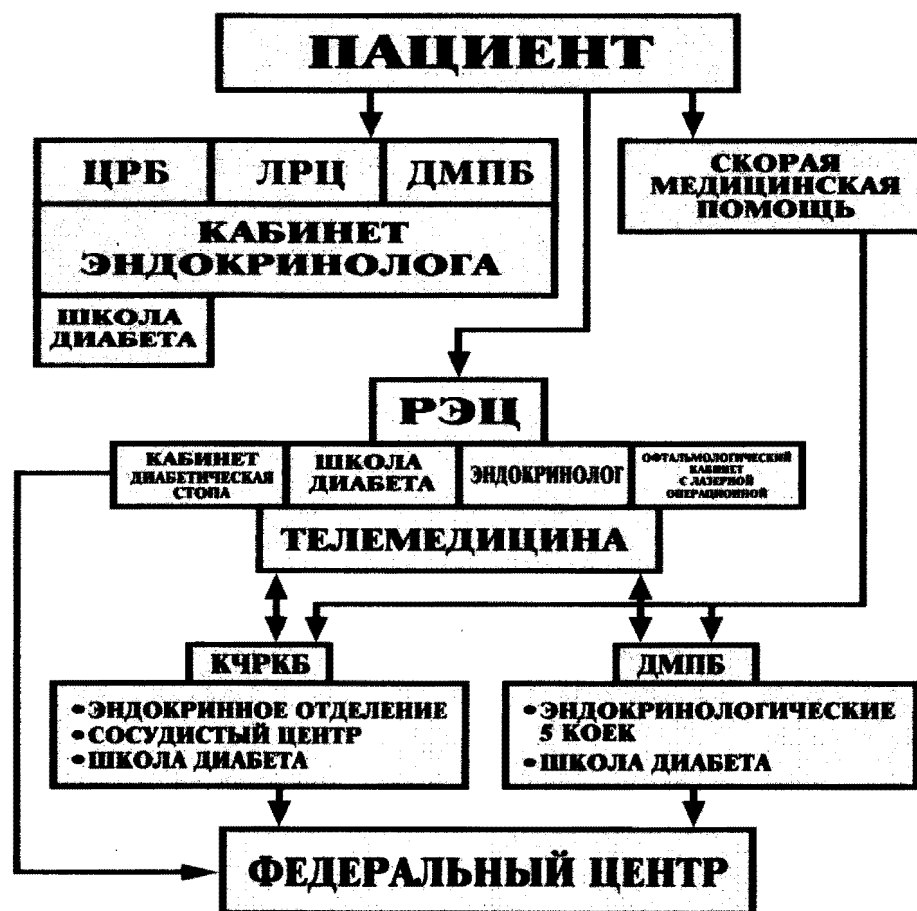 ПАЦИЕНТ
ЦРБ
ЛРЦ
ДМПБ
КАБИНЕТ
ЭНДОКРИНОЛОГА
ШКОЛА
ДИАБЕТА
СКОРАЯ
МЕДИЦИНСКАЯ
ПОМОЩЬ
РЭЦ
КАБИНЕТ
ДИАБЕТИЧЕСКАЯ
СТОПА
ШКОЛА
ДИАБЕТА
ЭНДОКРИНОЛОГ
ОФТАЛЬМОЛОГИЧЕСКИЙ
КАБИНЕТ
С ЛАЗЕРНОЙ
ОПЕРАЦИОННОЙ
ТЕЛЕМЕДИЦИНА
КЧРКБ
•ЭНДОКРИННОЕ ОТДЕЛЕНИЕ
•СОСУДИСТЫЙ ЦЕНТР
•ШКОЛА ДИАБЕТА
ДМПБ
•ЭНДОКРИНОЛОГИЧЕСКИЕ
5 КОЕК
•ШКОЛА ДИАБЕТА
ФЕДЕРАЛЬНЫЙ ЦЕНТР